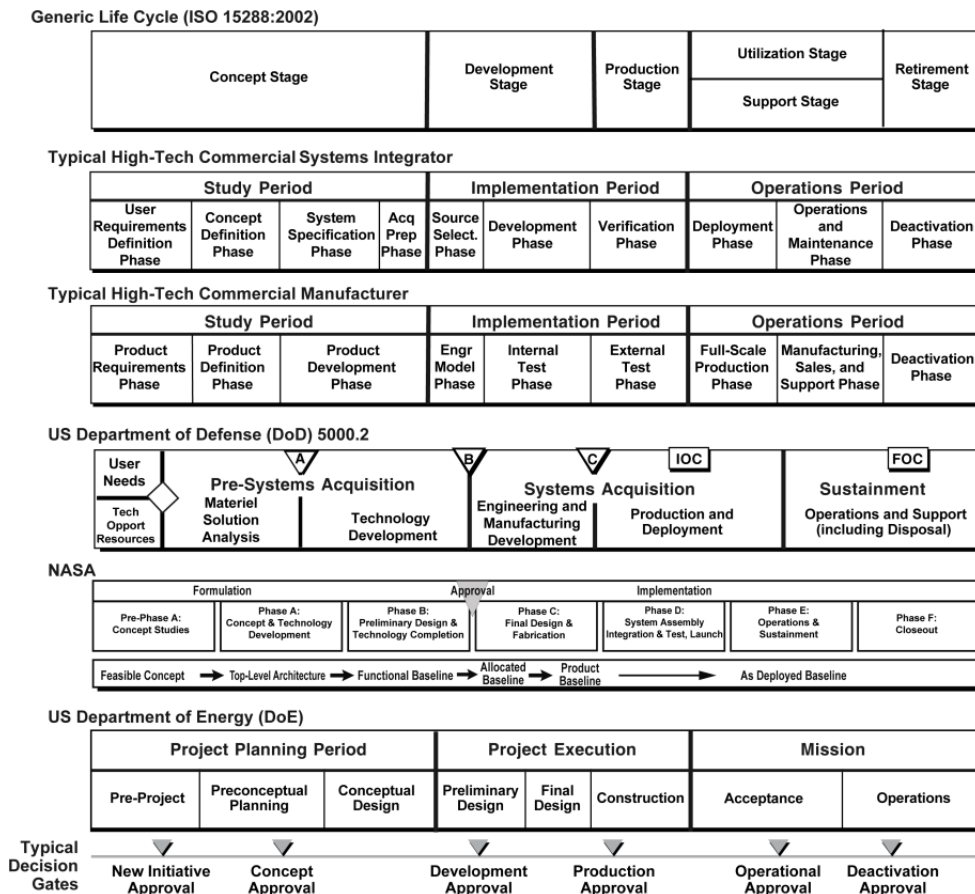 Generic Life Cycle (ISO 15288:2002)
Concept Stage
Development
Stage
Production
Stage
Utilization Stage
Support Stage
Retirement
Stage
Typical High-Tech Commercial Systems Integrator
Study Period
Implementation Period
Operations Period
User
Requirements
Definition
Phase
Concept
Definition
Phase
System
Specification
Phase
Acq
Prep
Phase
Source
Select.
Phase
Development
Phase
Verification
Phase
Deployment
Phase
Operations
and
Maintenance
Phase
Deactivation
Phase
Typical High-Tech Commercial Manufacturer
Study Period
Implementation Period
Operations Period
Product
Requirements
Phase
Product
Definition
Phase
Product
Development
Phase
Engr
Model
Phase
Internal
Test
Phase
External
Test
Phase
Full-Scale
Production
Phase
Manufacturing,
Sales, and
Support Phase
Deactivation
Phase
US Department of Defense (DoD) 5000.2
User
Needs
Tech
Opport
Resources
A
B
C
IOC
FOC
Pre-Systems Acquisition
Systems Acquisition
Sustainment
Materiel
Solution
Analysis
Technology
Development
Engineering and
Manufacturing
Development
Production and
Deployment
Operations and Support
(including Disposal)
NASA
Formulation
Approval
Implementation
Pre-Phase A:
Concept Studies
Phase A:
Concept & Technology
Development
Phase B:
Preliminary Design &
Technology Completion
Phase C:
Final Design &
Fabrication
Phase D:
System Assembly
Integration & Test, Launch
Phase E:
Operations &
Sustainment
Phase F:
Closeout
Feasible Concept
Top-Level Architecture
Functional Baseline
Allocated
Baseline
Product
Baseline
As Deployed Baseline
US Department of Energy (DoE)
Project Planning Period
Project Execution
Mission
Pre-Project
Preconceptual
Planning
Conceptual
Design
Preliminary
Design
Final
Design
Construction
Acceptance
Operations
Typical
Decision
Gates
New Initiative
Approval
Concept
Approval
Development
Approval
Production
Approval
Operational
Approval
Deactivation
Approval